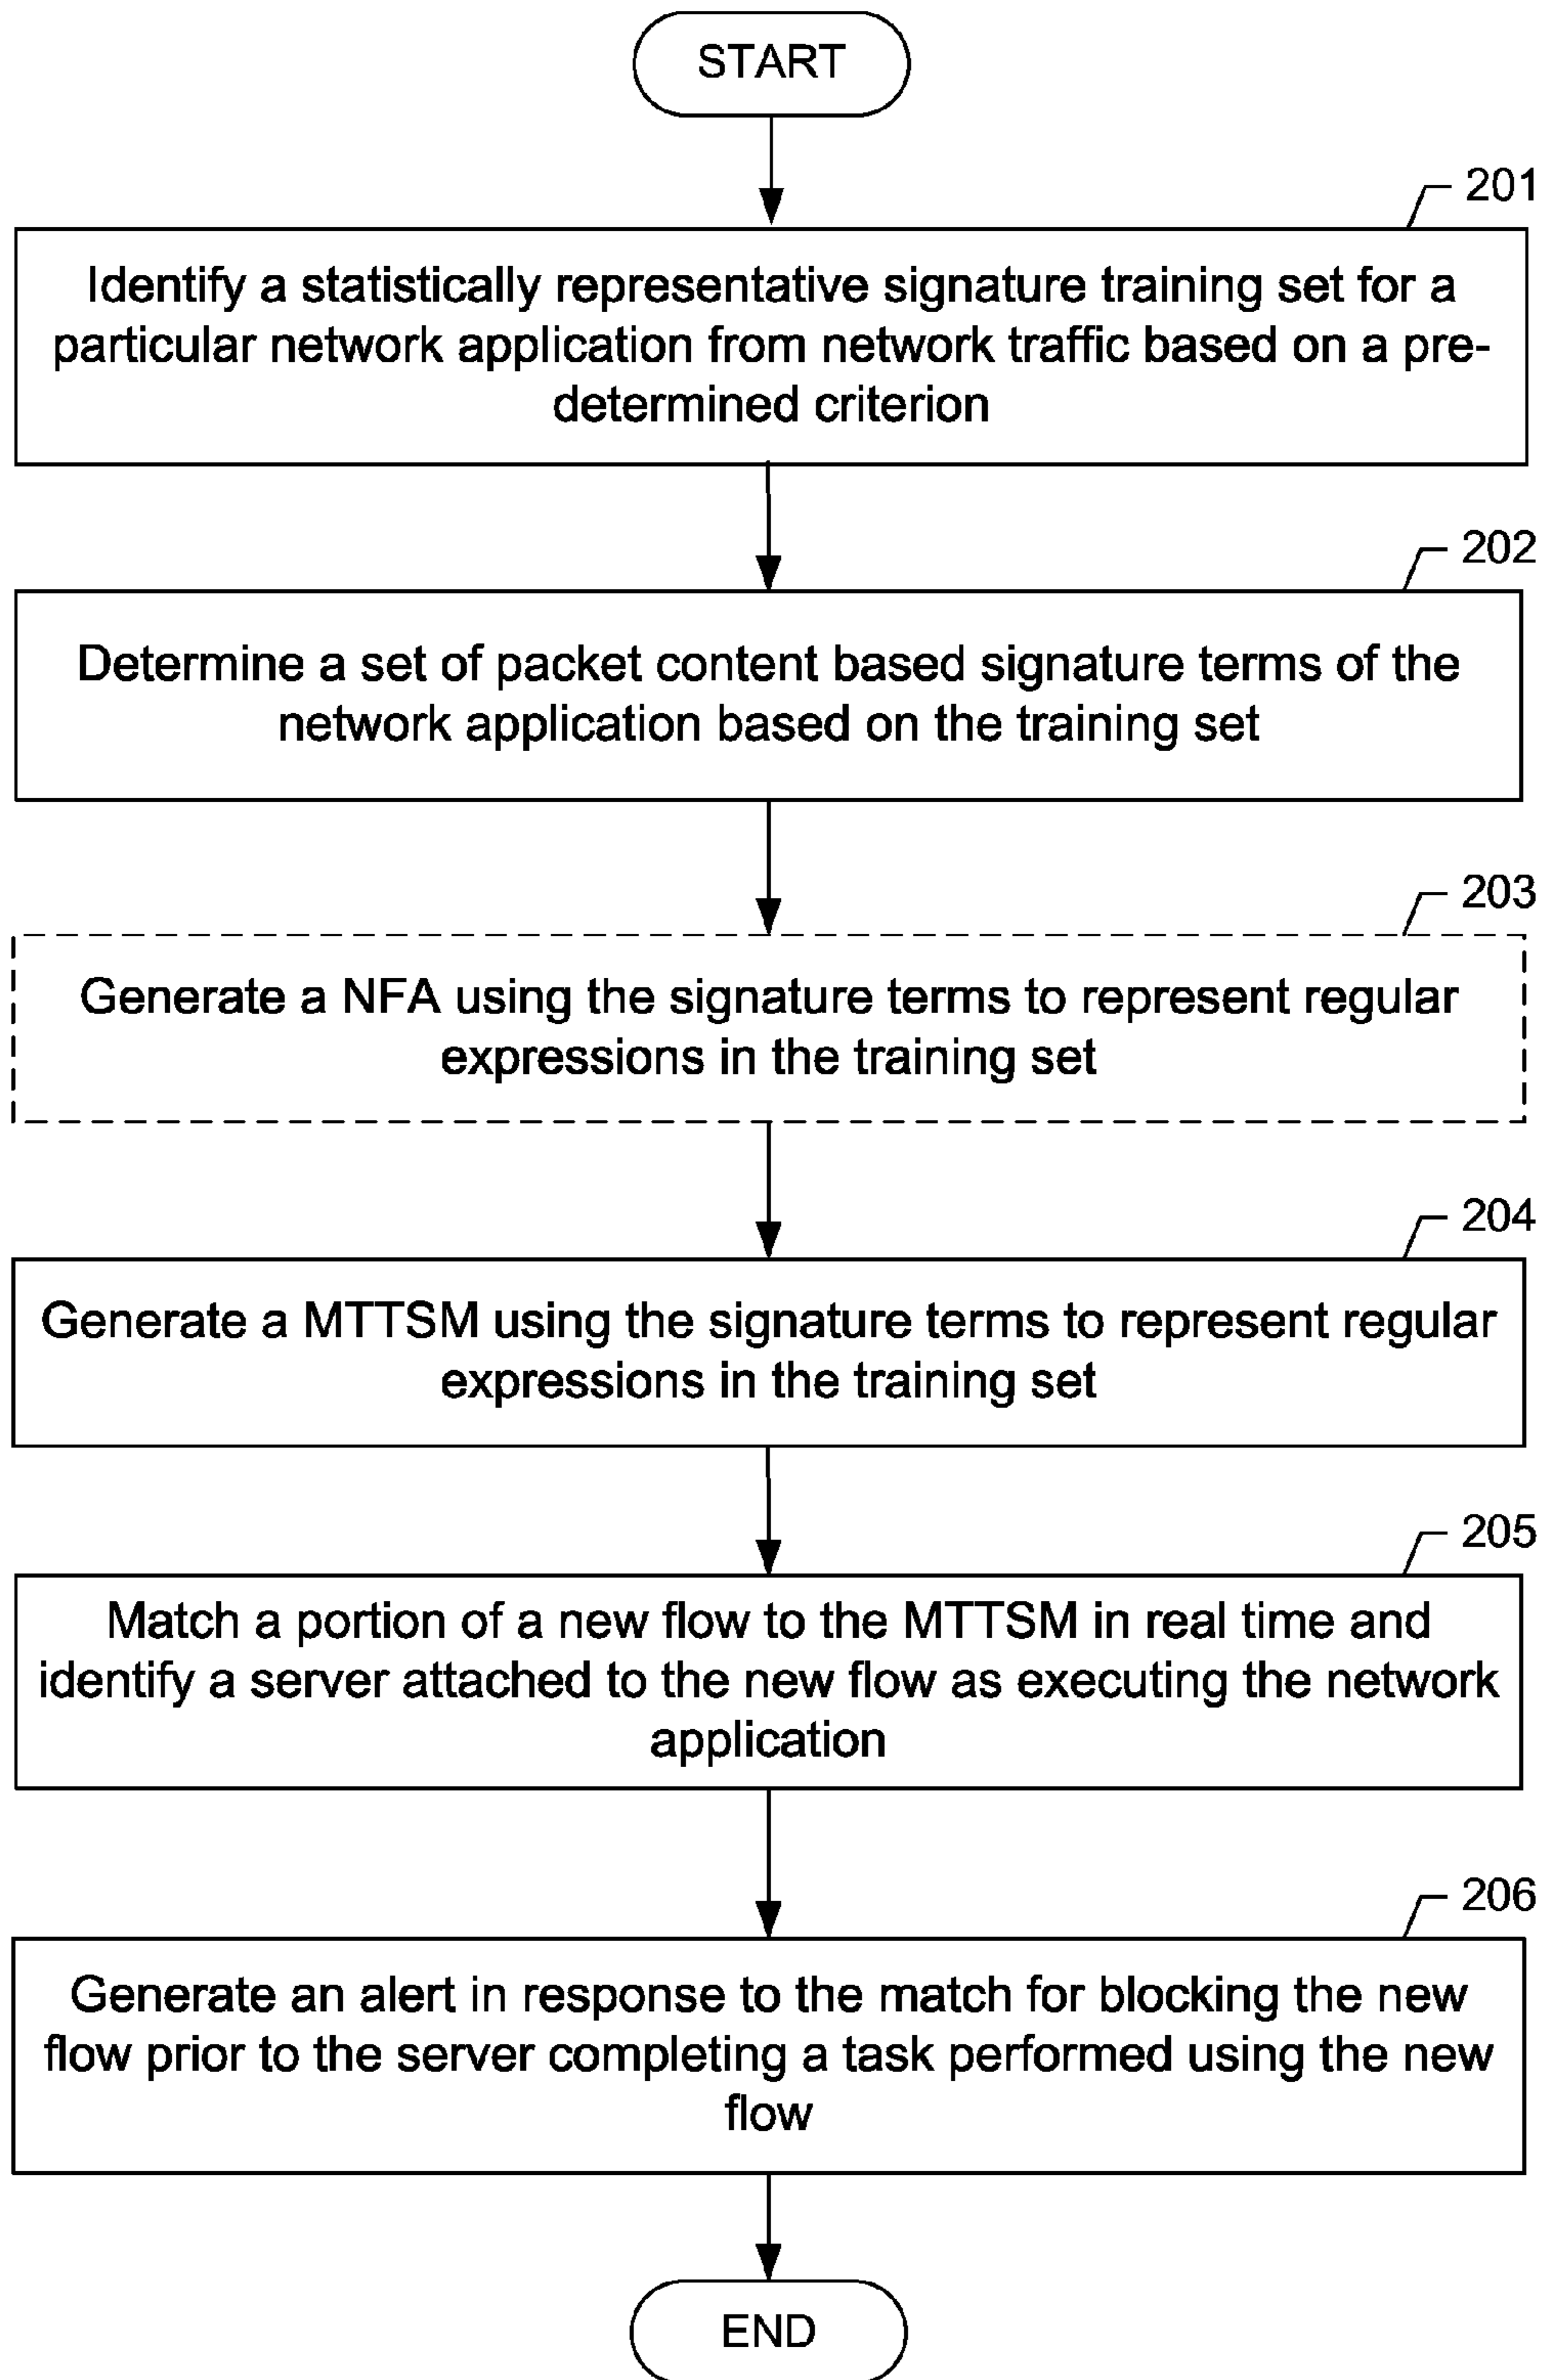 START
201
Identify a statistically representative signature training set for a
particular network application from network traffic based on a pre-
determined criterion
202
Determine a set of packet content based signature terms of the
network application based on the training set
203
Generate a NFA using the signature terms to represent regular
expressions in the training set
204
Generate a MTTSM using the signature terms to represent regular
expressions in the training set
205
Match a portion of a new flow to the MTTSM in real time and
identify a server attached to the new flow as executing the network
application
206
Generate an alert in response to the match for blocking the new
flow prior to the server completing a task performed using the new
flow
END